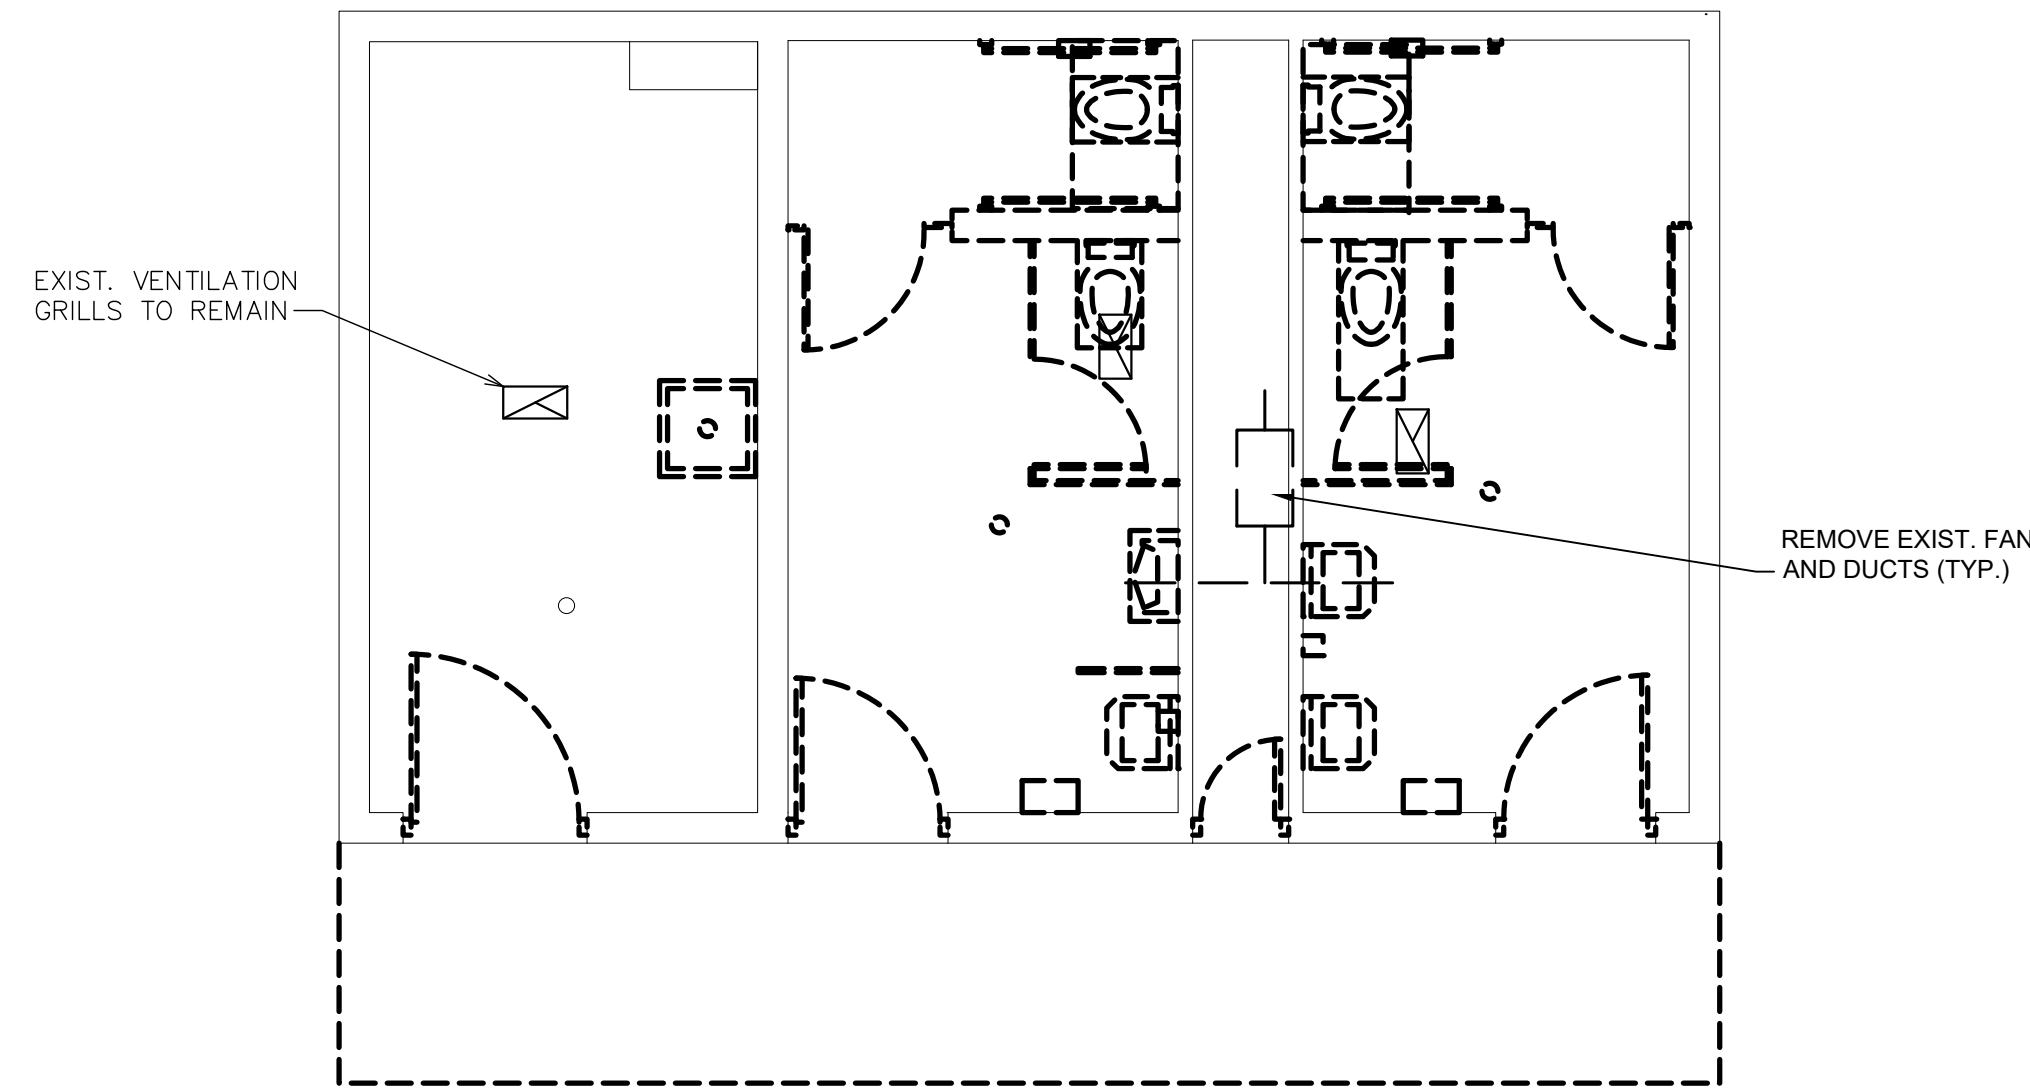 EXIST. VENTILATION
GRILLS TO REMAIN
REMOVE EXIST. FAN
AND DUCTS (TYP.)